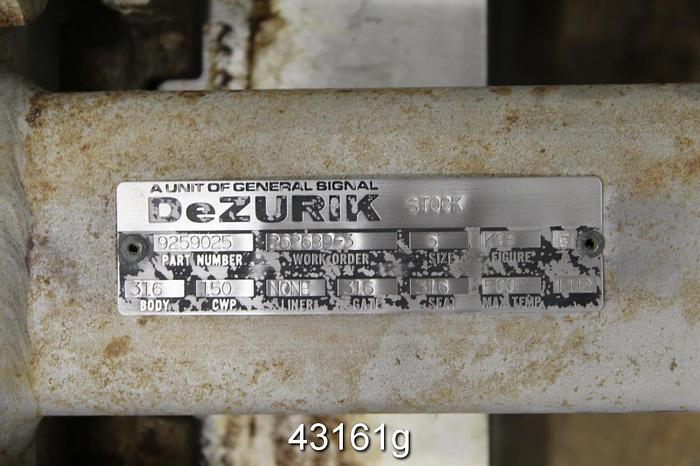 A UNIT OF GENERAL SIGNAL
DeZURIK STOCK
9259025 262689-3 6 E
PART NUMBER WORK ORDER SIZE FIGURE
316 150 NONE 316 316
BODY CWP LINER GATE SEAT MAX TEMP
43161g